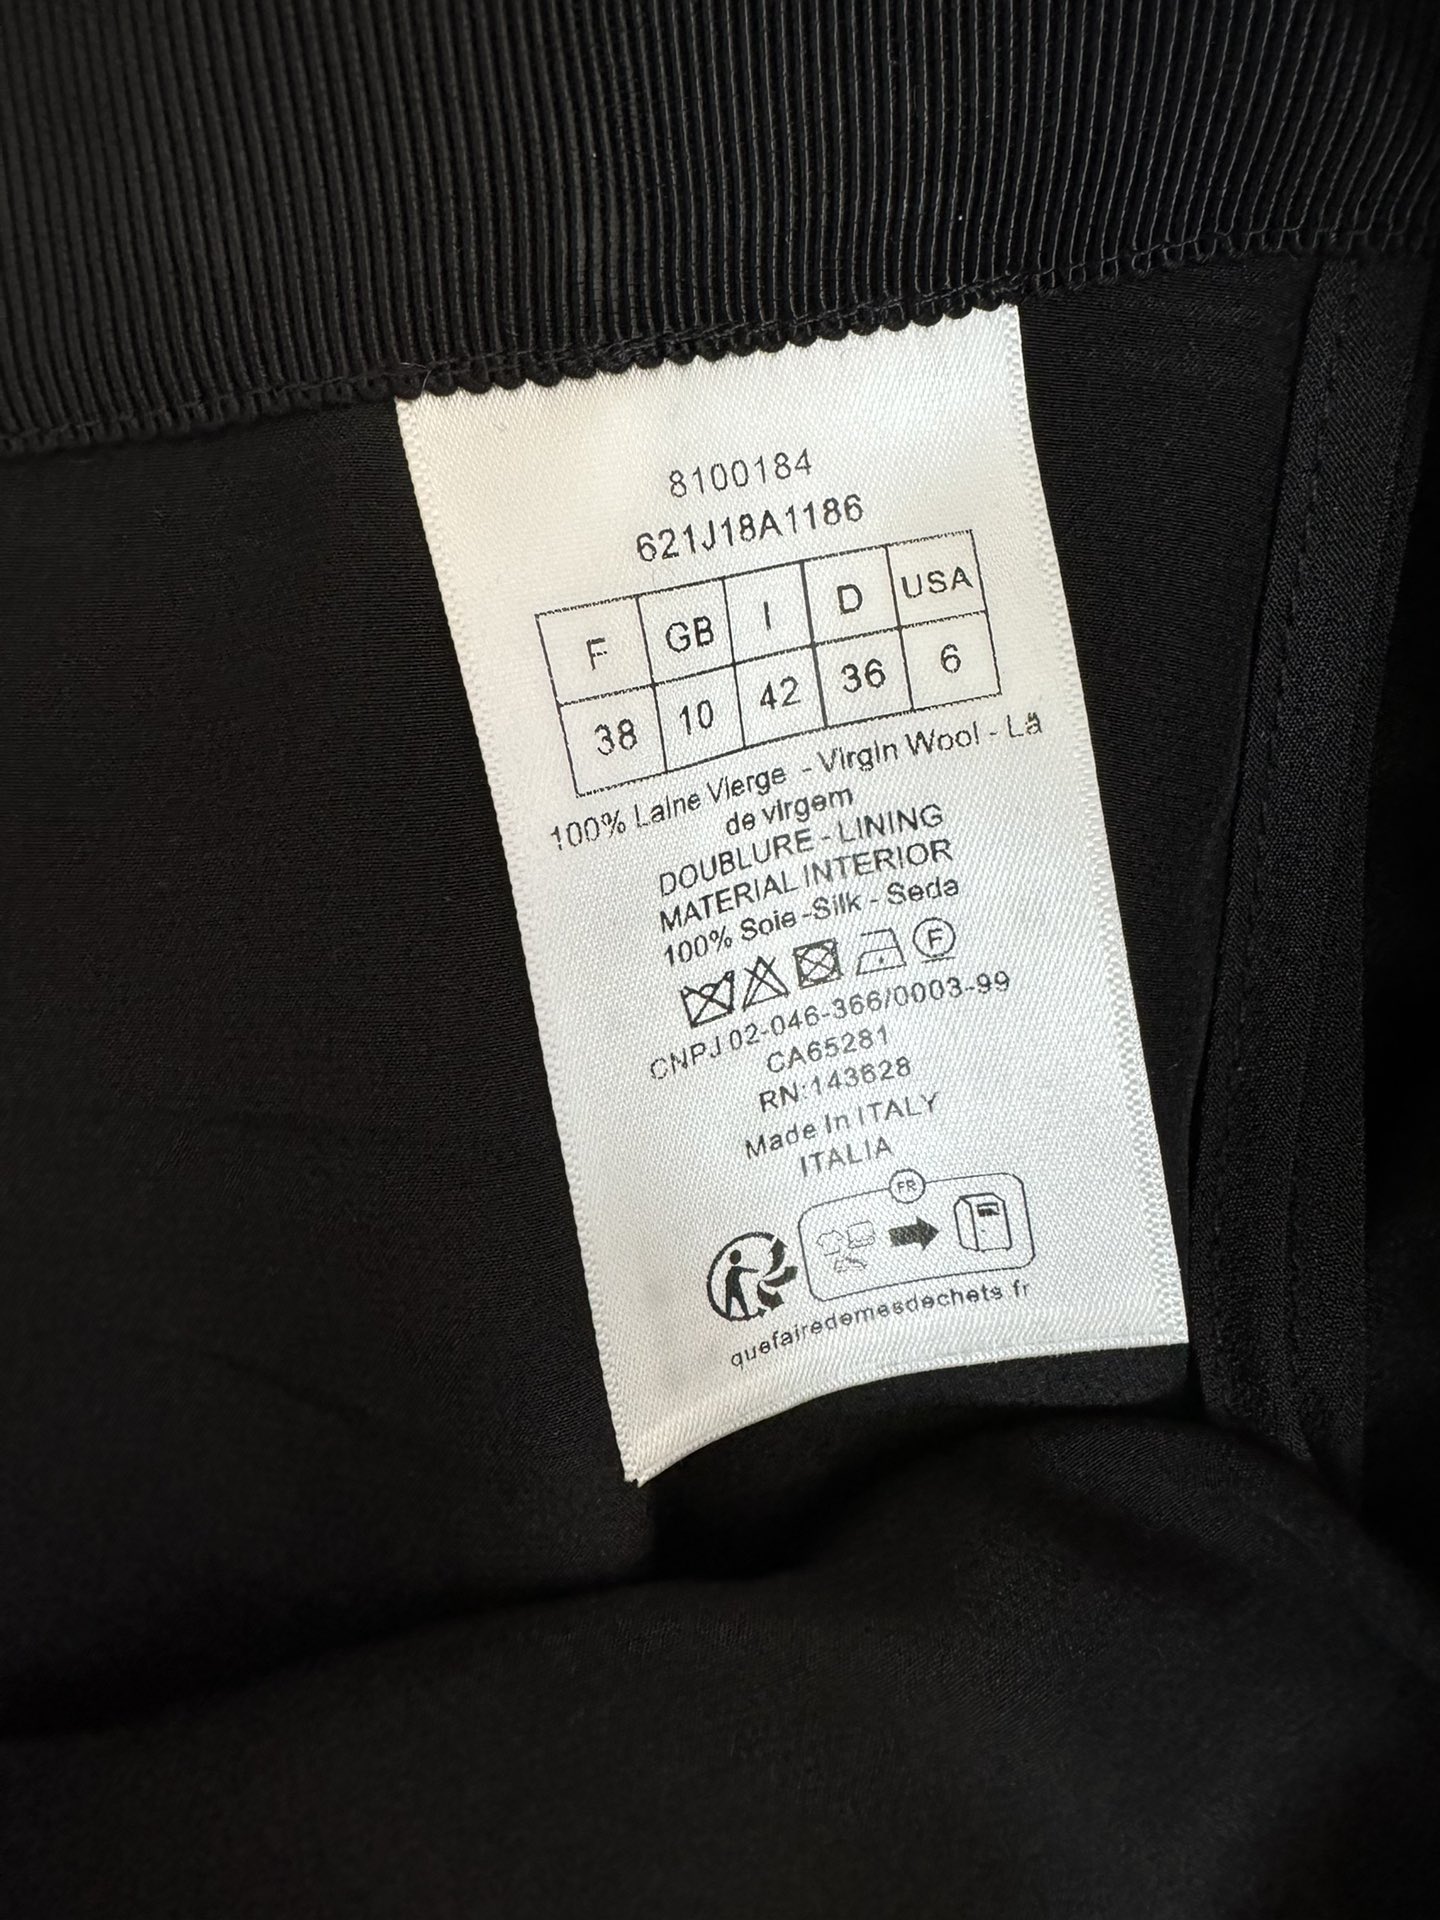 8100184
621J18A1186
F GB I D USA
38 10 42 36 6
100% Laine Vierge - Virgin Wool - Lã
de virgem
DOUBLURE - LINING
MATERIAL INTERIOR
100% Soie - Silk - Seda
F
CNPJ 02-046-366/0003-99
CA65281
RN:143628
Made In ITALY
ITALIA
FR
quefairedemesdechets.fr